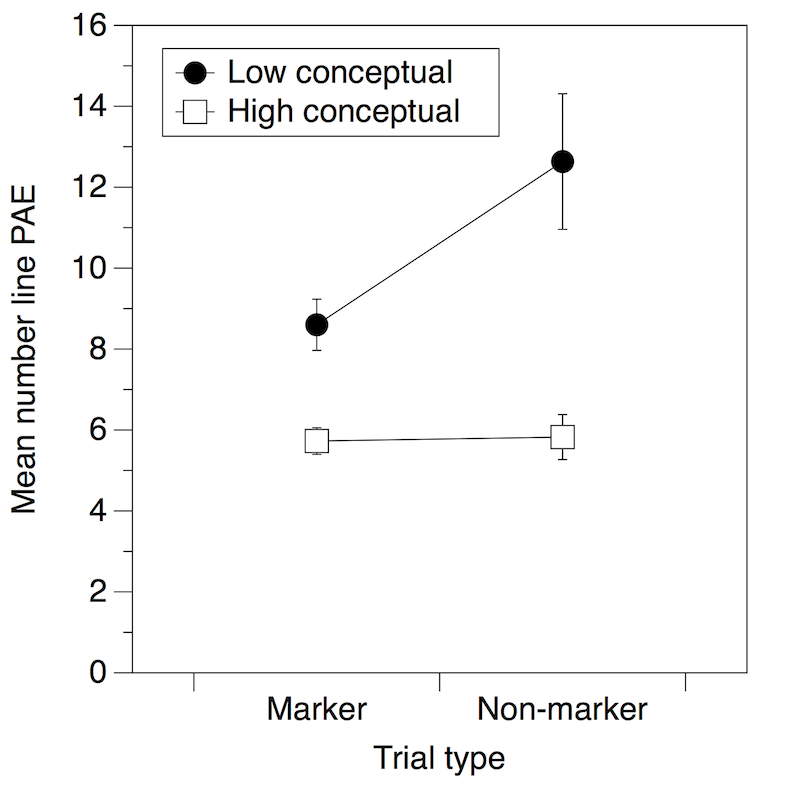 16
Low conceptual
High conceptual
14
12
10
8
6
4
2
0
Mean number line PAE
Marker
Non-marker
Trial type